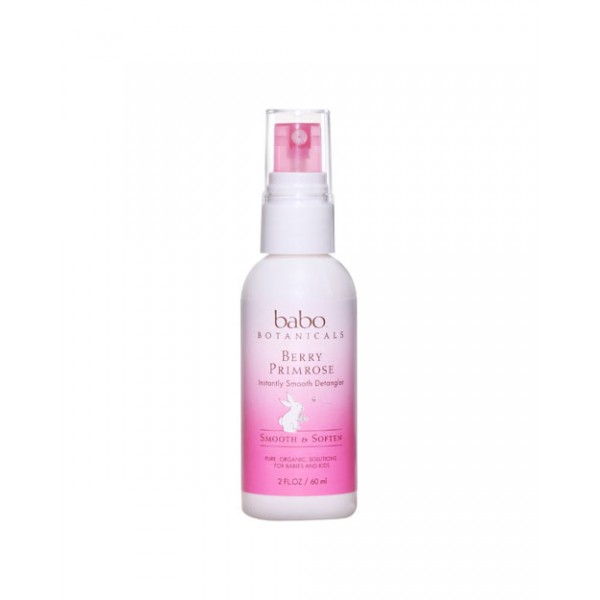 babo
BOTANICALS
BERRY
PRIMROSE
Instantly Smooth Detangler
SMOOTH & SOFTEN
PURE ORGANIC SOLUTIONS
FOR BABIES AND KIDS
2 FL.OZ / 60 ml